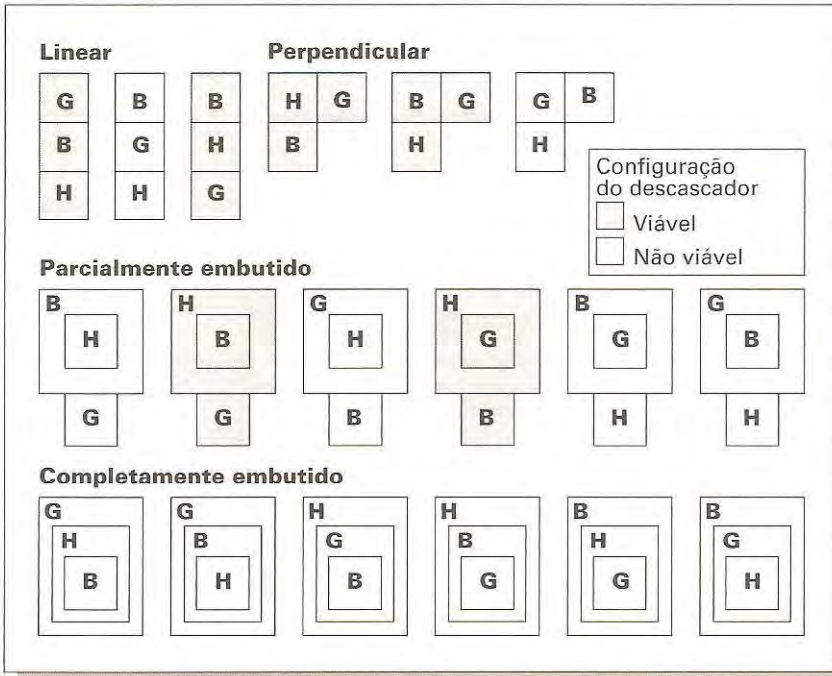 Linear Perpendicular
G B B H G B G G B
B G H B H H
H H G
Configuração
do descascador
Viável
Não viável
Parcialmente embutido
B H G H B G
H B H G G B
G G B B H H
Completamente embutido
G G H H B B
H B G B H G
B H B G G H